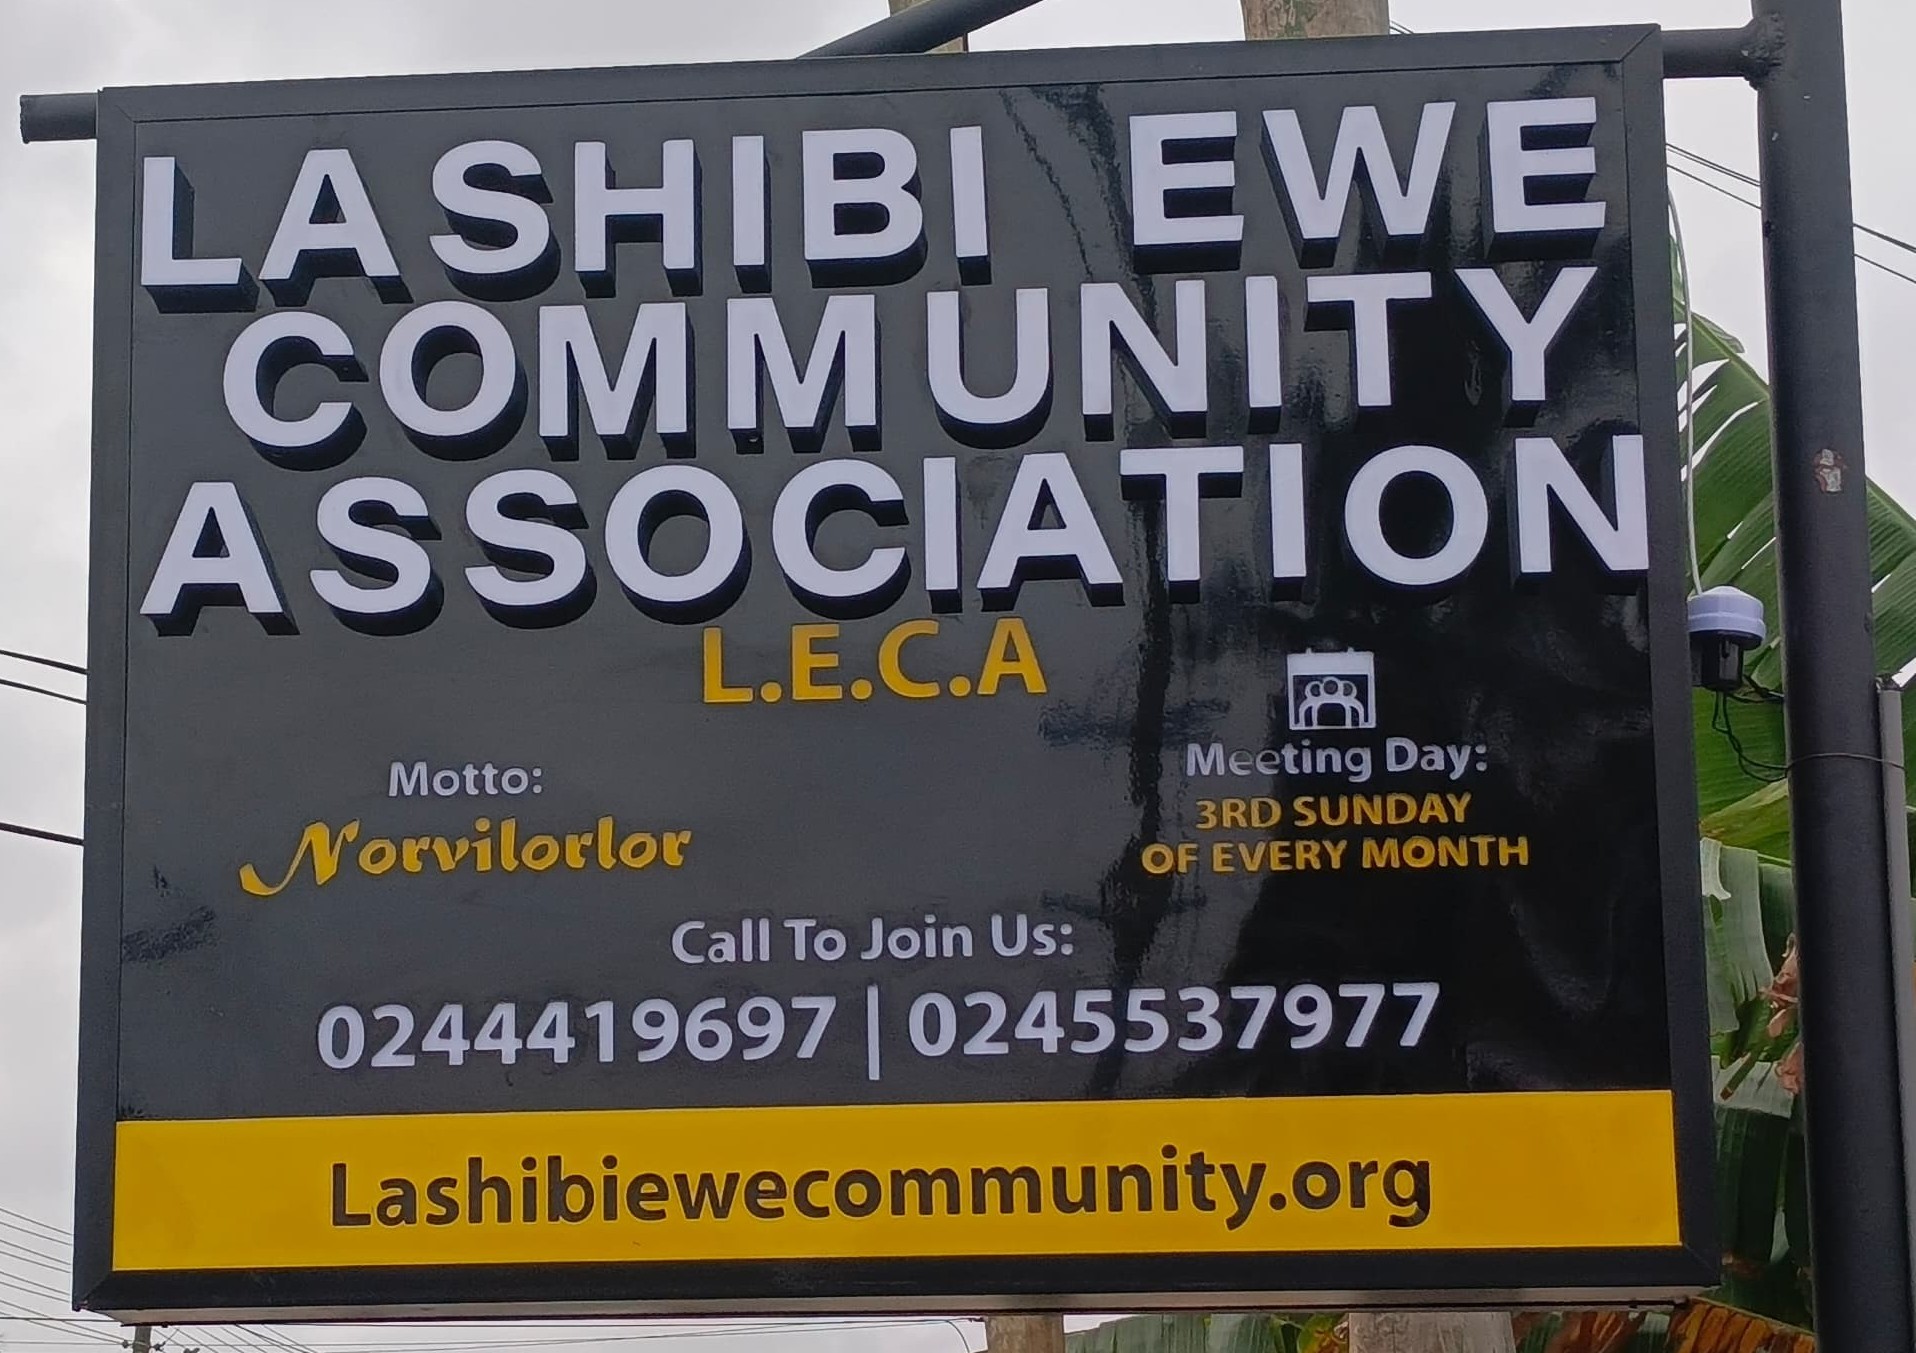 LASHIBI EWE
COMMUNITY
ASSOCIATION
L.E.C.A
Motto:
Norvilorlor
Meeting Day:
3RD SUNDAY
OF EVERY MONTH
Call To Join Us:
0244419697 | 0245537977
Lashibiewecommunity.org